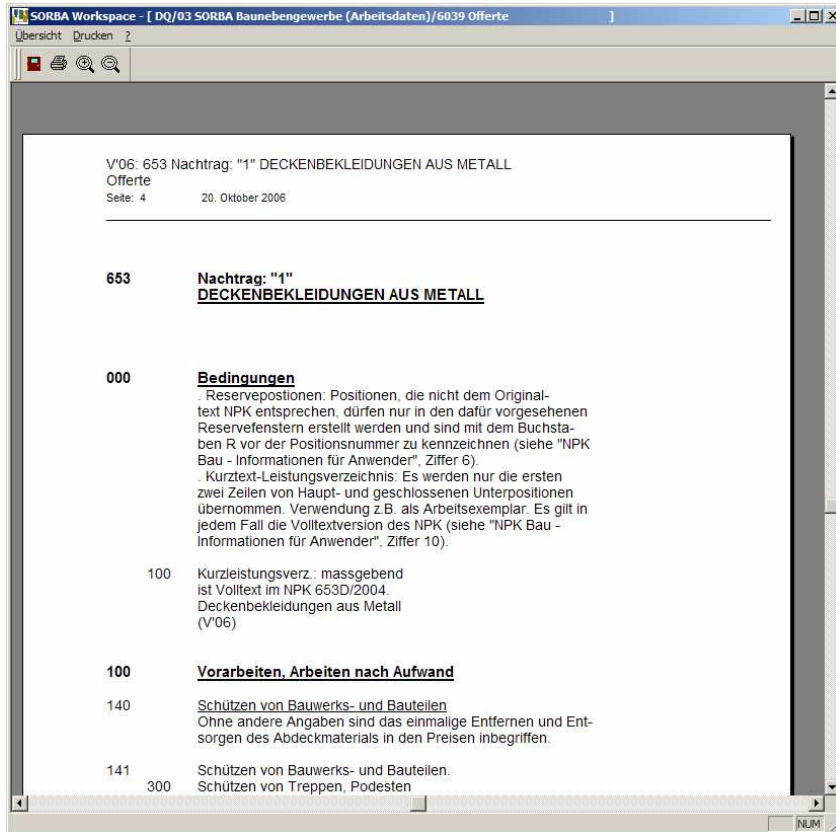 SORBA Workspace - [ DQ/03 SORBA Baunebengewerbe (Arbeitsdaten)/6039 Offerte ]
Übersicht Drucken ?
V'06: 653 Nachtrag: "1" DECKENBEKLEIDUNGEN AUS METALL
Offerte
Seite: 4 20. Oktober 2006
653 Nachtrag: "1"
DECKENBEKLEIDUNGEN AUS METALL
000 Bedingungen
. Reservepostionen: Positionen, die nicht dem Original-
text NPK entsprechen, dürfen nur in den dafür vorgesehenen
Reservefenstern erstellt werden und sind mit dem Buchsta-
ben R vor der Positionsnummer zu kennzeichnen (siehe "NPK
Bau - Informationen für Anwender", Ziffer 6).
. Kurztext-Leistungsverzeichnis: Es werden nur die ersten
zwei Zeilen von Haupt- und geschlossenen Unterpositionen
übernommen. Verwendung z.B. als Arbeitsexemplar. Es gilt in
jedem Fall die Volltextversion des NPK (siehe "NPK Bau -
Informationen für Anwender", Ziffer 10).
100 Kurzleistungsverz.: massgebend
ist Volltext im NPK 653D/2004.
Deckenbekleidungen aus Metall
(V'06)
100 Vorarbeiten, Arbeiten nach Aufwand
140 Schützen von Bauwerks- und Bauteilen
Ohne andere Angaben sind das einmalige Entfernen und Ent-
sorgen des Abdeckmaterials in den Preisen inbegriffen.
141 Schützen von Bauwerks- und Bauteilen.
300 Schützen von Treppen, Podesten
NUM